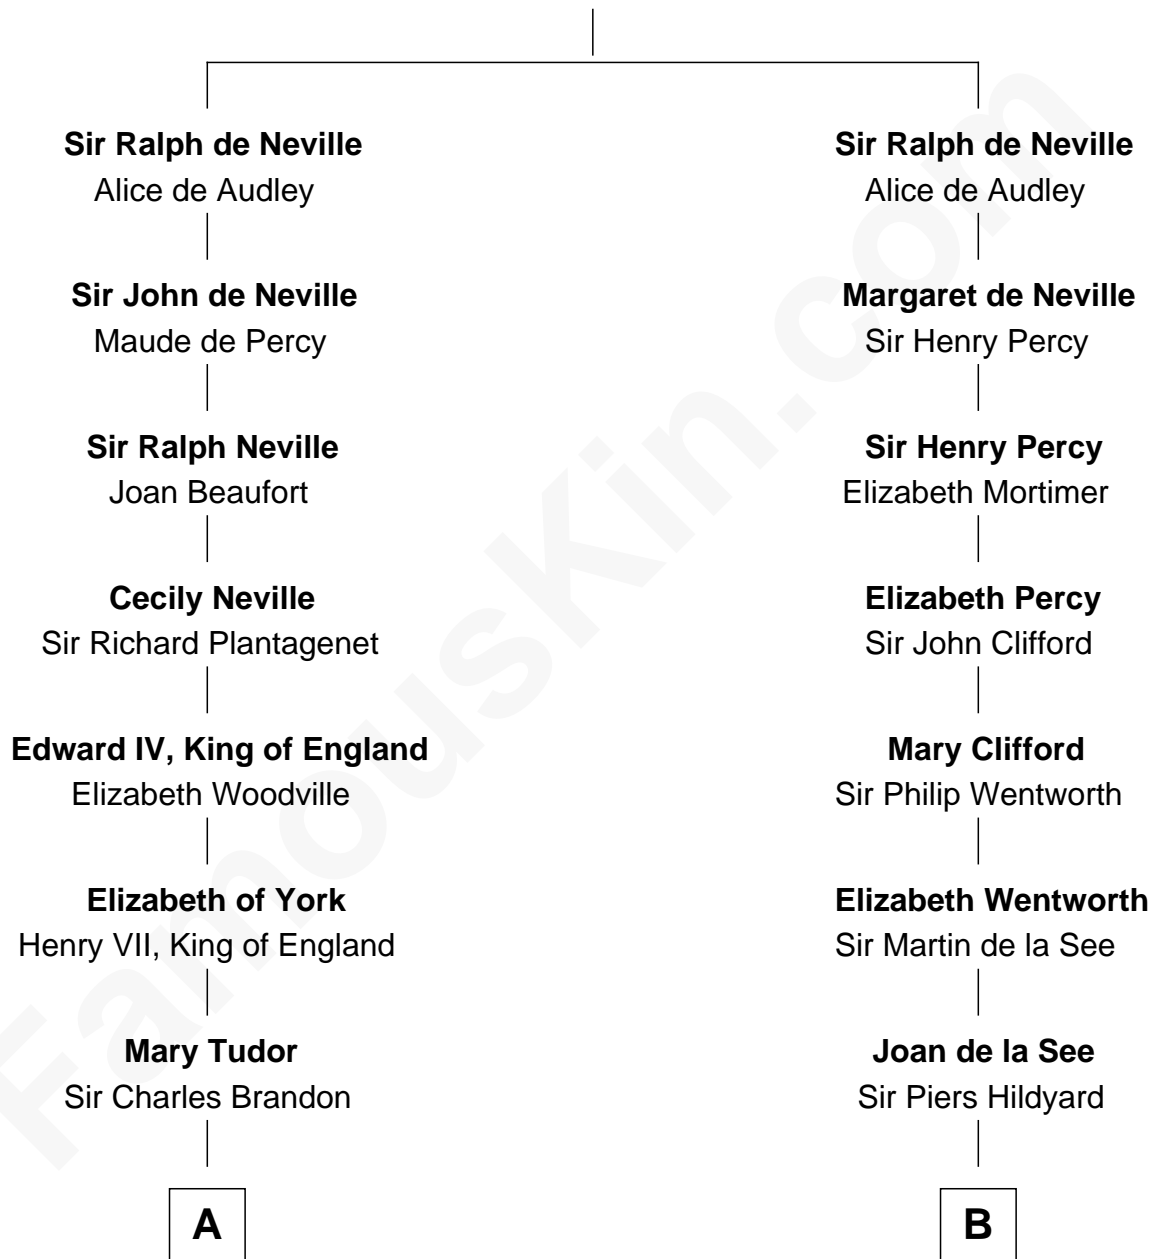 Sir Ralph de Neville
Alice de Audley
Sir John de Neville
Maude de Percy
Sir Ralph Neville
Joan Beaufort
Cecily Neville
Sir Richard Plantagenet
Edward IV, King of England
Elizabeth Woodville
Elizabeth of York
Henry VII, King of England
Mary Tudor
Sir Charles Brandon
A
Sir Ralph de Neville
Alice de Audley
Margaret de Neville
Sir Henry Percy
Sir Henry Percy
Elizabeth Mortimer
Elizabeth Percy
Sir John Clifford
Mary Clifford
Sir Philip Wentworth
Elizabeth Wentworth
Sir Martin de la See
Joan de la See
Sir Piers Hildyard
B
FamousKin.com